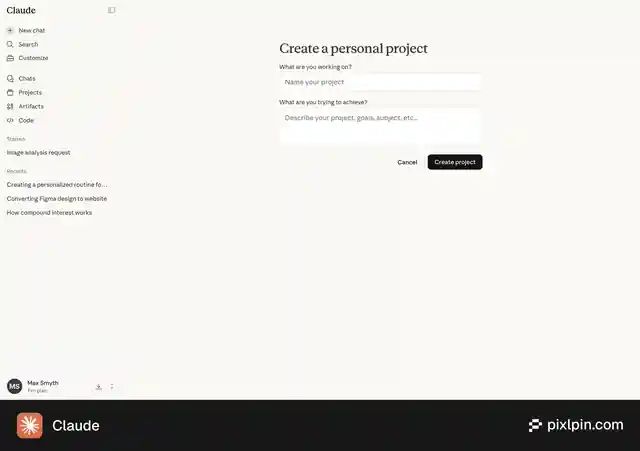 Claude
New chat
Search
Customize
Chats
Projects
Artifacts
Code
Starred
Image analysis request
Recents
Creating a personalized routine fo...
Converting Figma design to website
How compound interest works
Create a personal project
What are you working on?
Name your project
What are you trying to achieve?
Describe your project, goals, subject, etc...
Cancel
Create project
MS
Max Smyth
plan
Claude
pixlpin.com